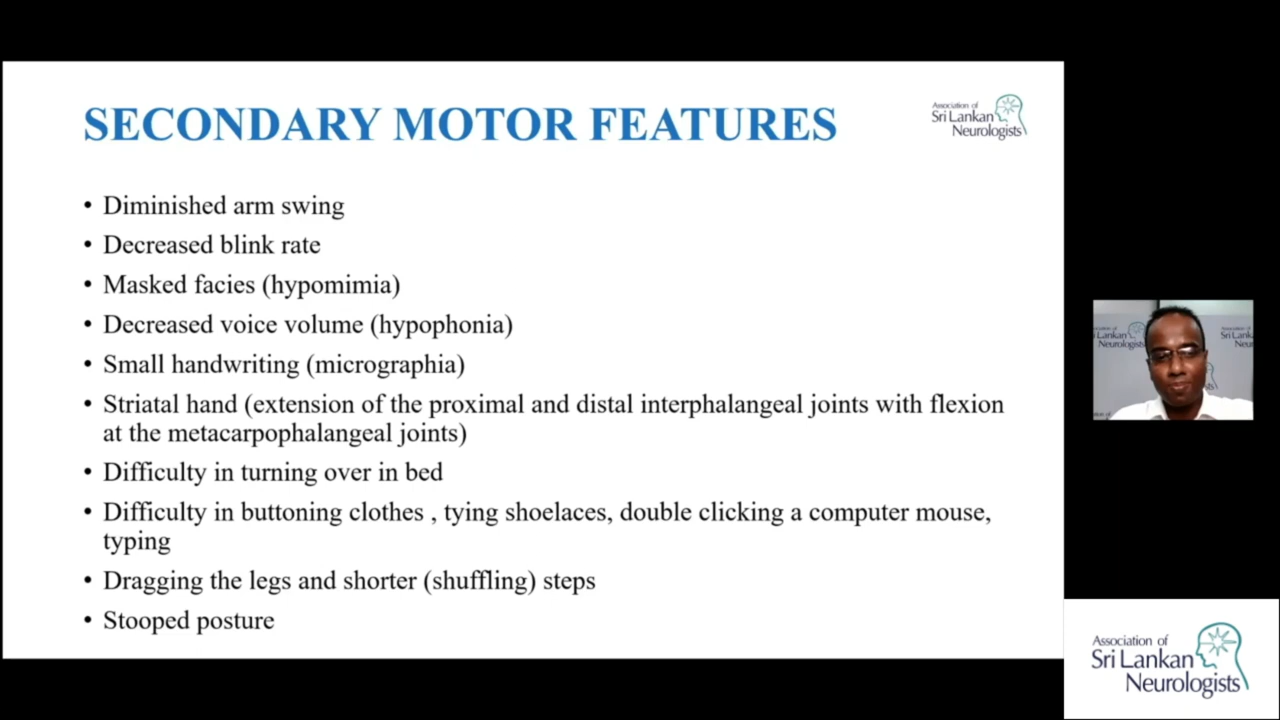 SECONDARY MOTOR FEATURES
Association of
Sri Lankan
Neurologists
• Diminished arm swing
• Decreased blink rate
• Masked facies (hypomimia)
• Decreased voice volume (hypophonia)
• Small handwriting (micrographia)
• Striatal hand (extension of the proximal and distal interphalangeal joints with flexion
at the metacarpophalangeal joints)
• Difficulty in turning over in bed
• Difficulty in buttoning clothes , tying shoelaces, double clicking a computer mouse,
typing
• Dragging the legs and shorter (shuffling) steps
• Stooped posture
Association of
Sri Lankan
Neurologists